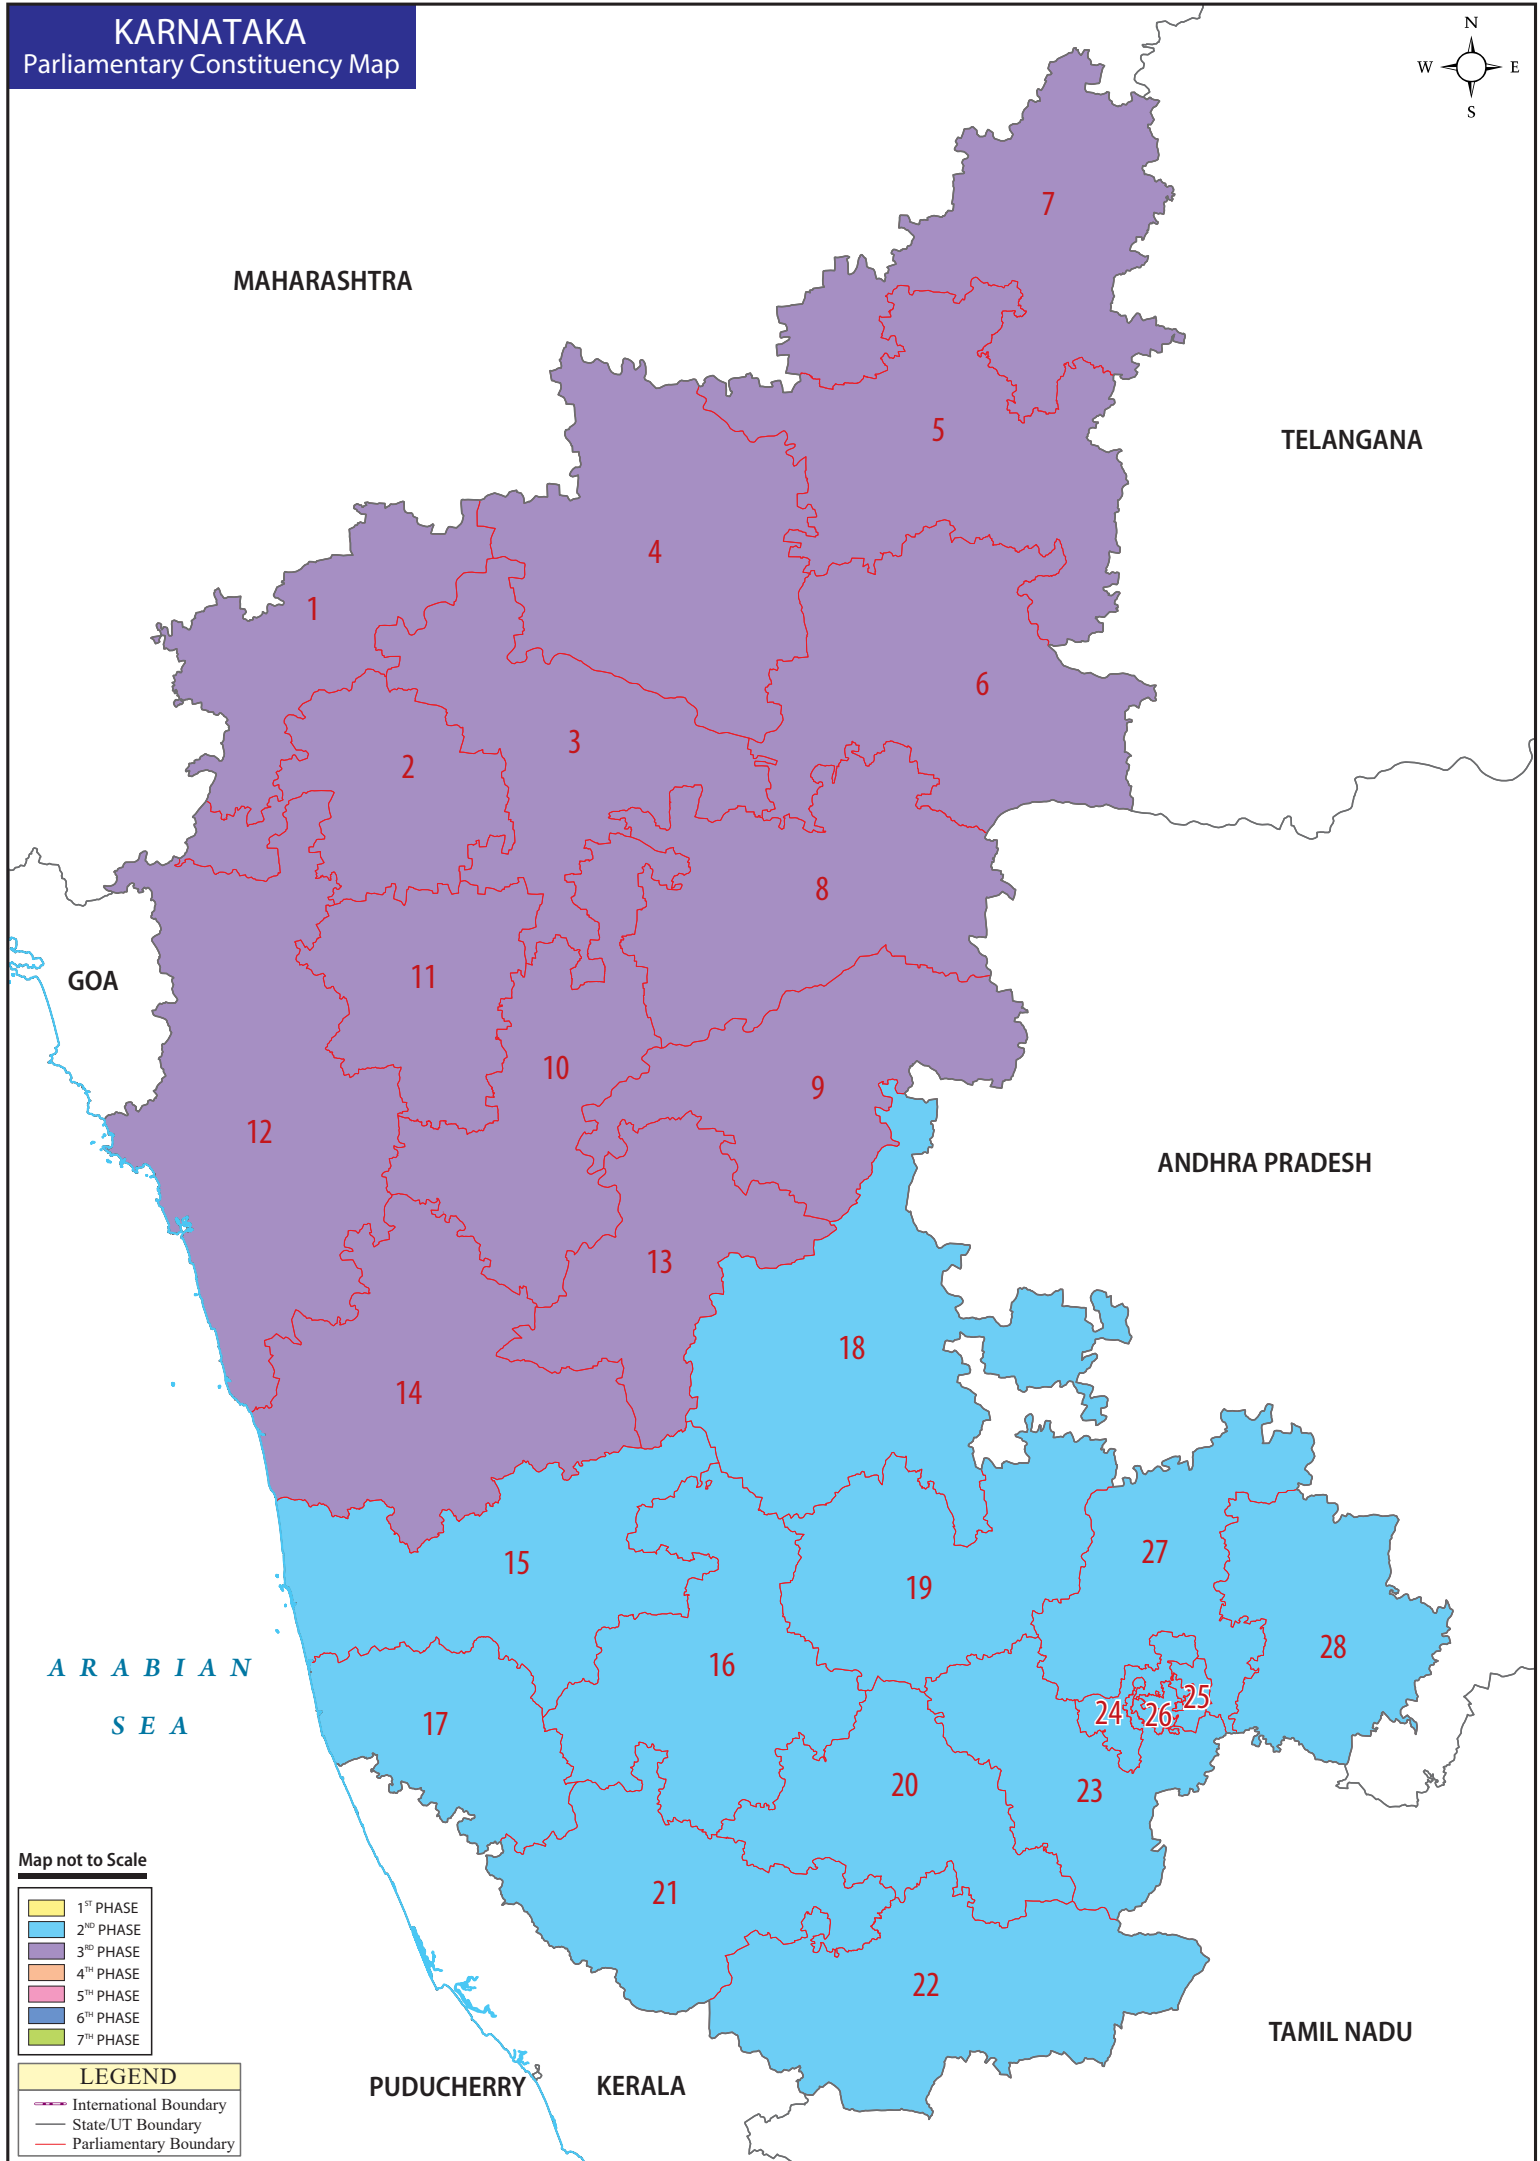 KARNATAKA
Parliamentary Constituency Map
N
W E
S
7
MAHARASHTRA
5
TELANGANA
4
1
6
3
2
8
11
GOA
10
9
12
ANDHRA PRADESH
13
18
14
27
15
19
28
16
ARABIAN
SEA
17
24 26 25
20
23
21
22
Map not to Scale
1ST PHASE
2ND PHASE
3RD PHASE
4TH PHASE
5TH PHASE
6TH PHASE
7TH PHASE
TAMIL NADU
LEGEND
International Boundary
State/UT Boundary
Parliamentary Boundary
PUDUCHERRY
KERALA